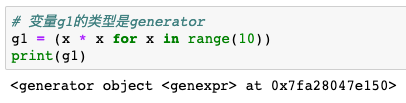 # 变量g1的类型是generator
g1 = (x * x for x in range(10))
print(g1)
<generator object <genexpr> at 0x7fa28047e150>